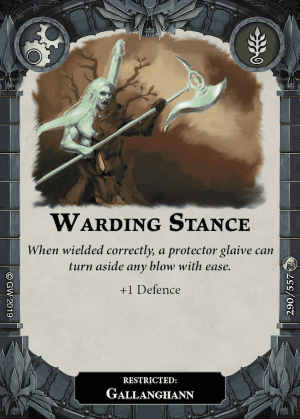 WARDING STANCE
When wielded correctly, a protector glaive can
turn aside any blow with ease.
+1 Defence
© GW 2019
290/557
RESTRICTED:
GALLANGHANN